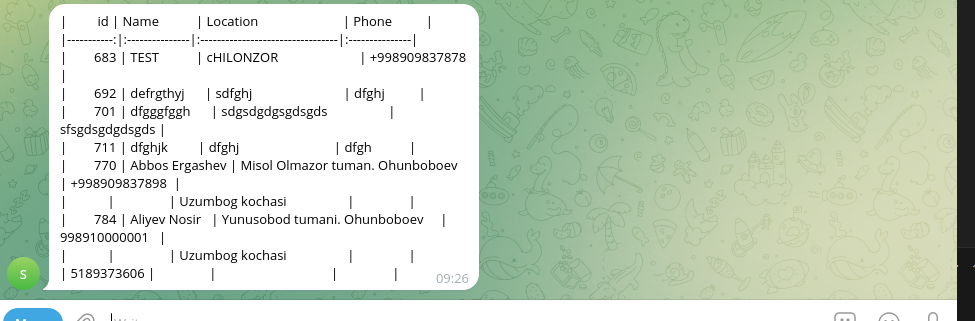 |        id | Name          | Location                        | Phone          |
|-----------:|:---------------|:----------------------------------|:---------------|
|        683 | TEST          | cHILONZOR                        | +998909837878
|
|        692 | defrgthyj      | sdfghj                        | dfghj          |
|        701 | dfgggfggh      | sdgsdgdgsgdsgds                  |
sfsgdsgdgdsgds |
|        711 | dfghjk         | dfghj                         | dfgh          |
|        770 | Abbos Ergashev | Misol Olmazor tuman. Ohunboboev
| +998909837898  |
|            |                | Uzumbog kochasi                  |                |
|        784 | Aliyev Nosir   | Yunusobod tumani. Ohunboboev     |
998910000001   |
|            |                | Uzumbog kochasi                  |                |
| 5189373606 |                |                                  |                |
09:26
S